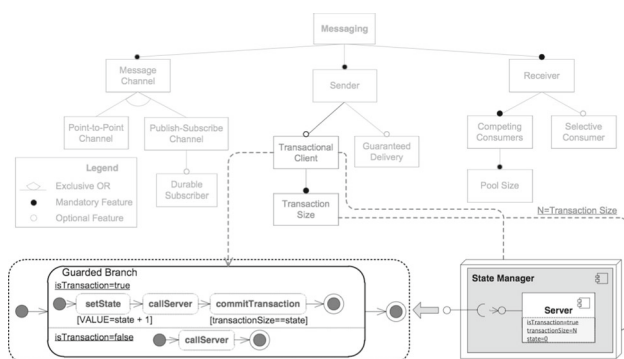 Messaging
Message
Channel
Sender
Receiver
Point-to-Point
Channel
Publish-Subscribe
Channel
Transactional
Client
Guaranteed
Delivery
Competing
Consumers
Selective
Consumer
Legend
Exclusive OR
Mandatory Feature
Optional Feature
Durable
Subscriber
Transaction
Size
Pool Size
N=Transaction Size
Guarded Branch
isTransaction=true
setState
callServer
commitTransaction
[VALUE=state + 1]
[transactionSize==state]
isTransaction=false
callServer
State Manager
Server
isTransaction=true
transactionSize=N
state=0